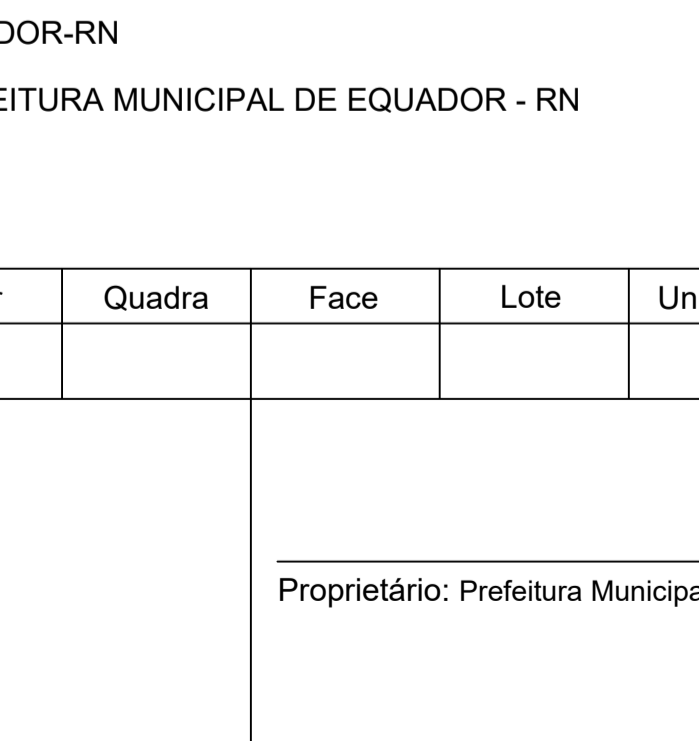 DOR-RN
EITURA MUNICIPAL DE EQUADOR - RN
Quadra Face Lote Un
Proprietário: Prefeitura Municipa